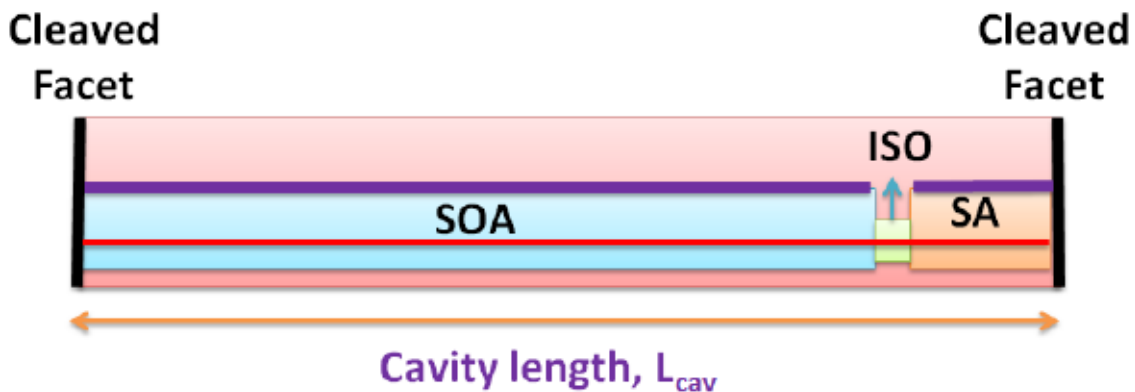 Cleaved Facet
Cleaved Facet
ISO
SOA
SA
Cavity length, Lcav